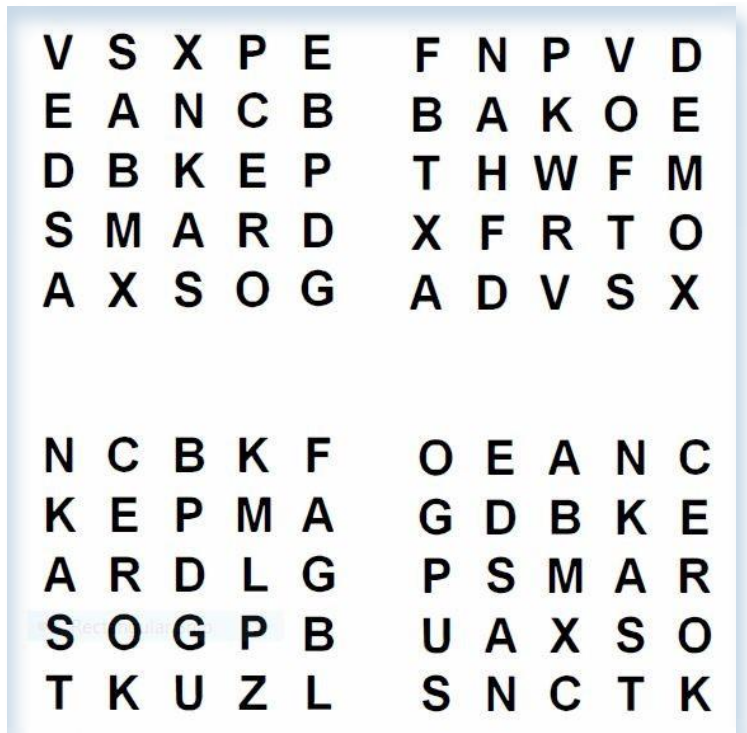 V S X P E F N P V D
E A N C B B A K O E
D B K E P T H W F M
S M A R D X F R T O
A X S O G A D V S X
N C B K F O E A N C
K E P M A G D B K E
A R D L G P S M A R
S O G P B U A X S O
T K U Z L S N C T K